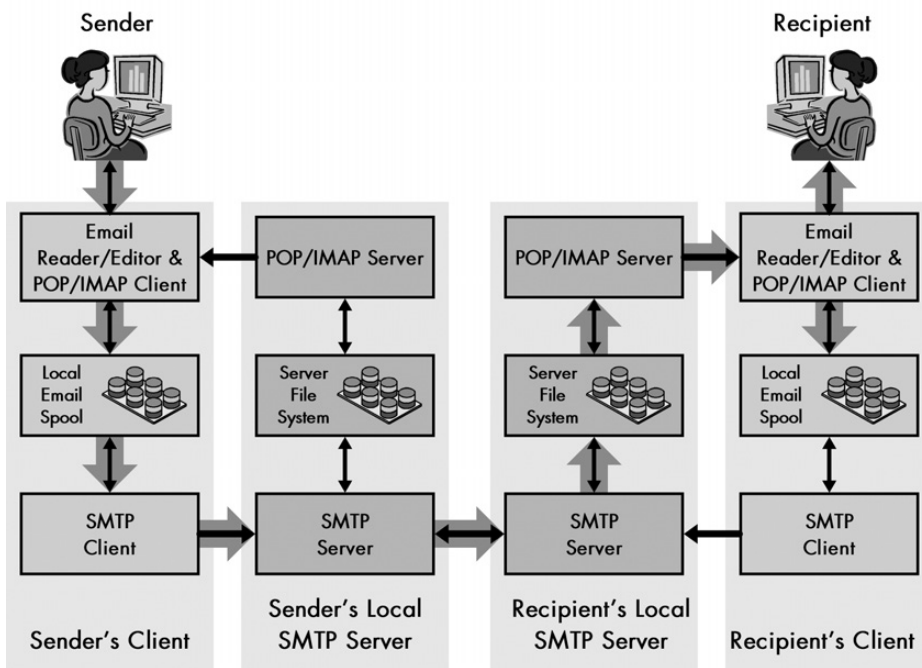 Sender
Recipient
Email
Reader/Editor &
POP/IMAP Client
POP/IMAP Server
POP/IMAP Server
Email
Reader/Editor &
POP/IMAP Client
Local
Email
Spool
Server
File
System
Server
File
System
Local
Email
Spool
SMTP
Client
SMTP
Server
SMTP
Server
SMTP
Client
Sender's Client
Sender's Local
SMTP Server
Recipient's Local
SMTP Server
Recipient's Client